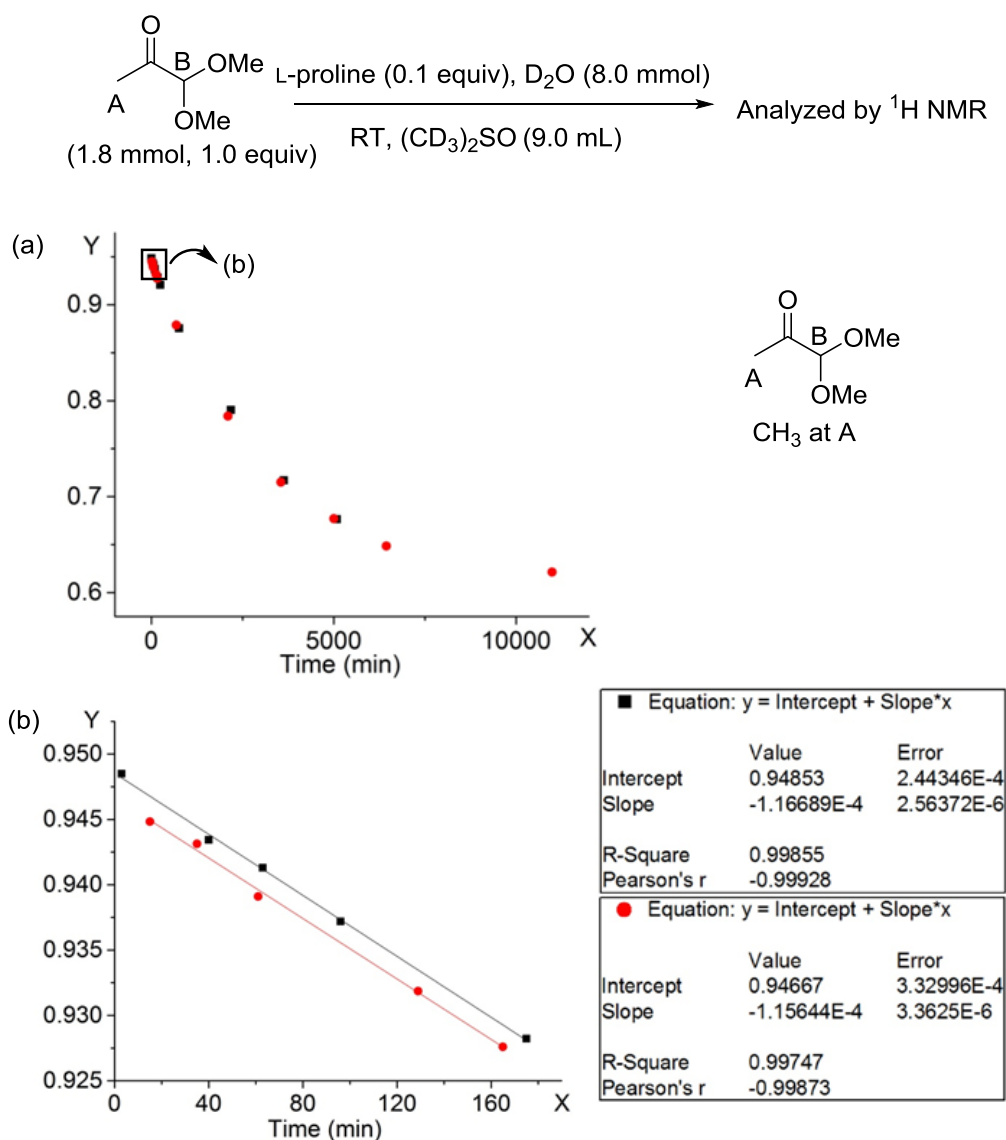 O
B
OMe
A
OMe
(1.8 mmol, 1.0 equiv)
L-proline (0.1 equiv), D₂O (8.0 mmol)
RT, (CD₃)₂SO (9.0 mL)
Analyzed by ¹H NMR
(a)
Y
(b)
0.9
0.8
0.7
0.6
0 5000 10000 X
Time (min)
O
B
OMe
A
OMe
CH₃ at A
(b)
Y
0.950
0.945
0.940
0.935
0.930
0.925
0 40 80 120 160 X
Time (min)
Equation: y = Intercept + Slope*x
Value Error
Intercept 0.94853 2.44346E-4
Slope -1.16689E-4 2.56372E-6
R-Square 0.99855
Pearson's r -0.99928
Equation: y = Intercept + Slope*x
Value Error
Intercept 0.94667 3.32996E-4
Slope -1.15644E-4 3.3625E-6
R-Square 0.99747
Pearson's r -0.99873